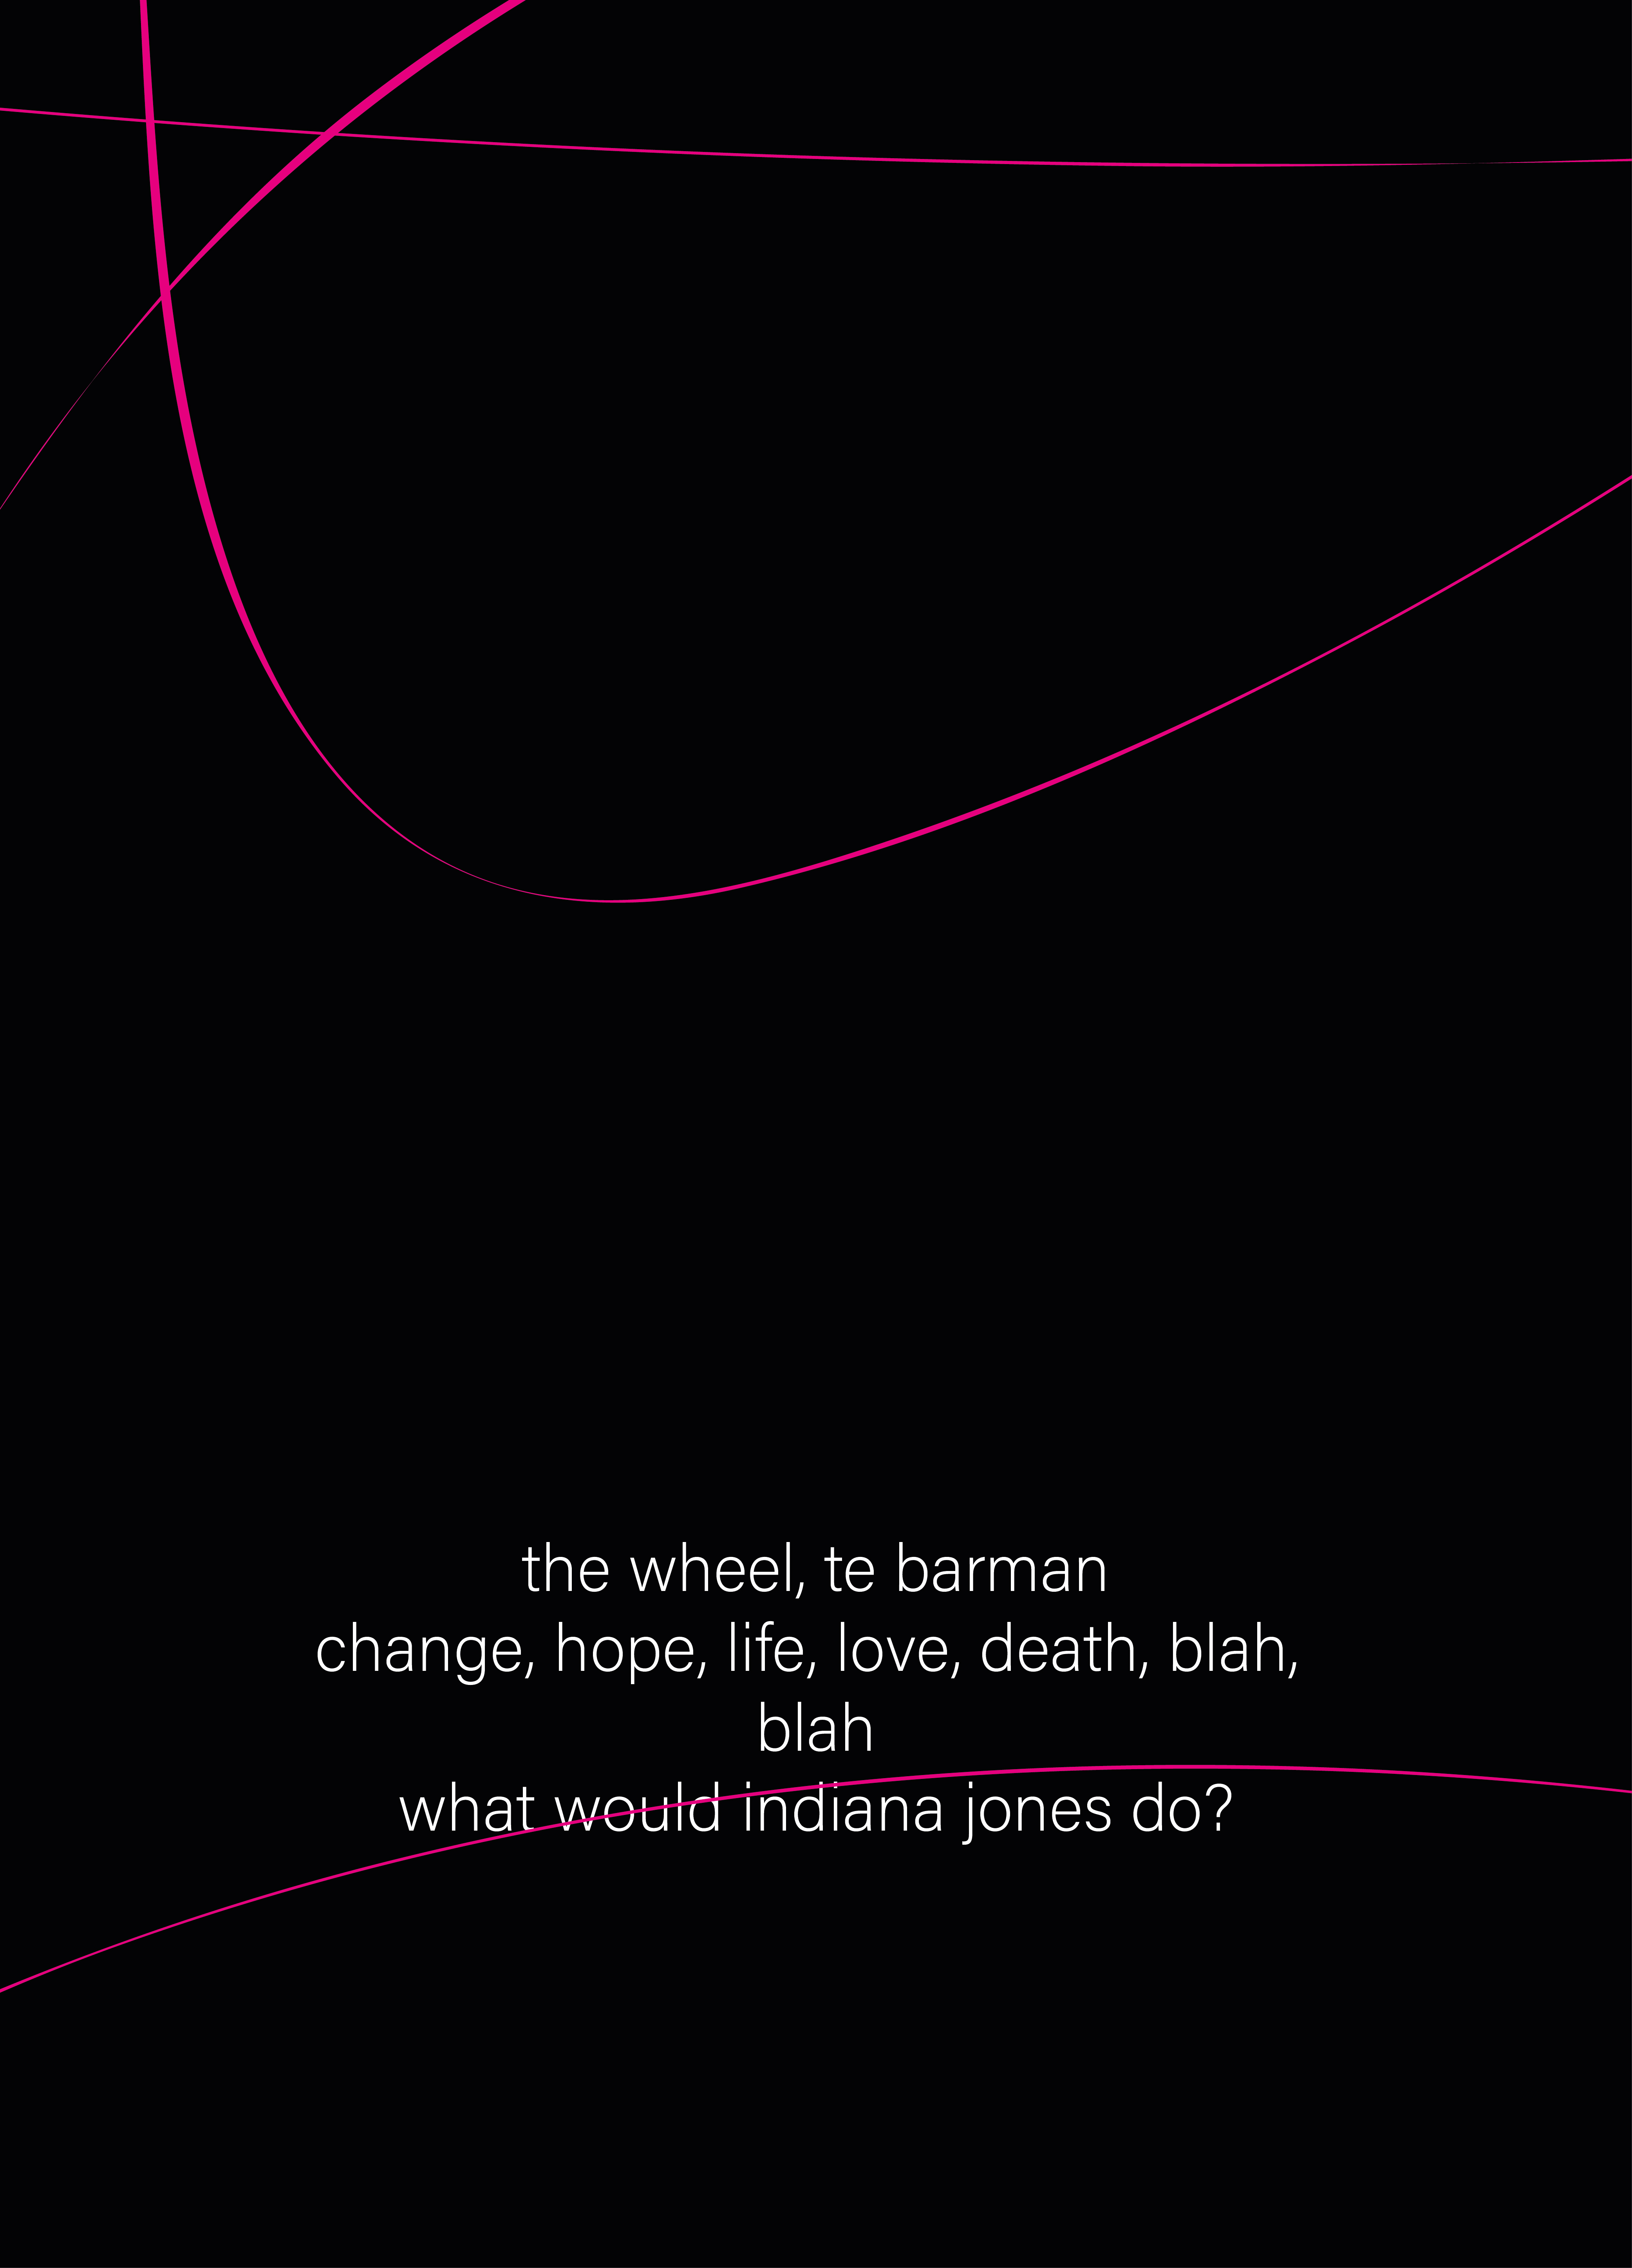 the wheel, te barman
change, hope, life, love, death, blah,
blah
what would indiana jones do?